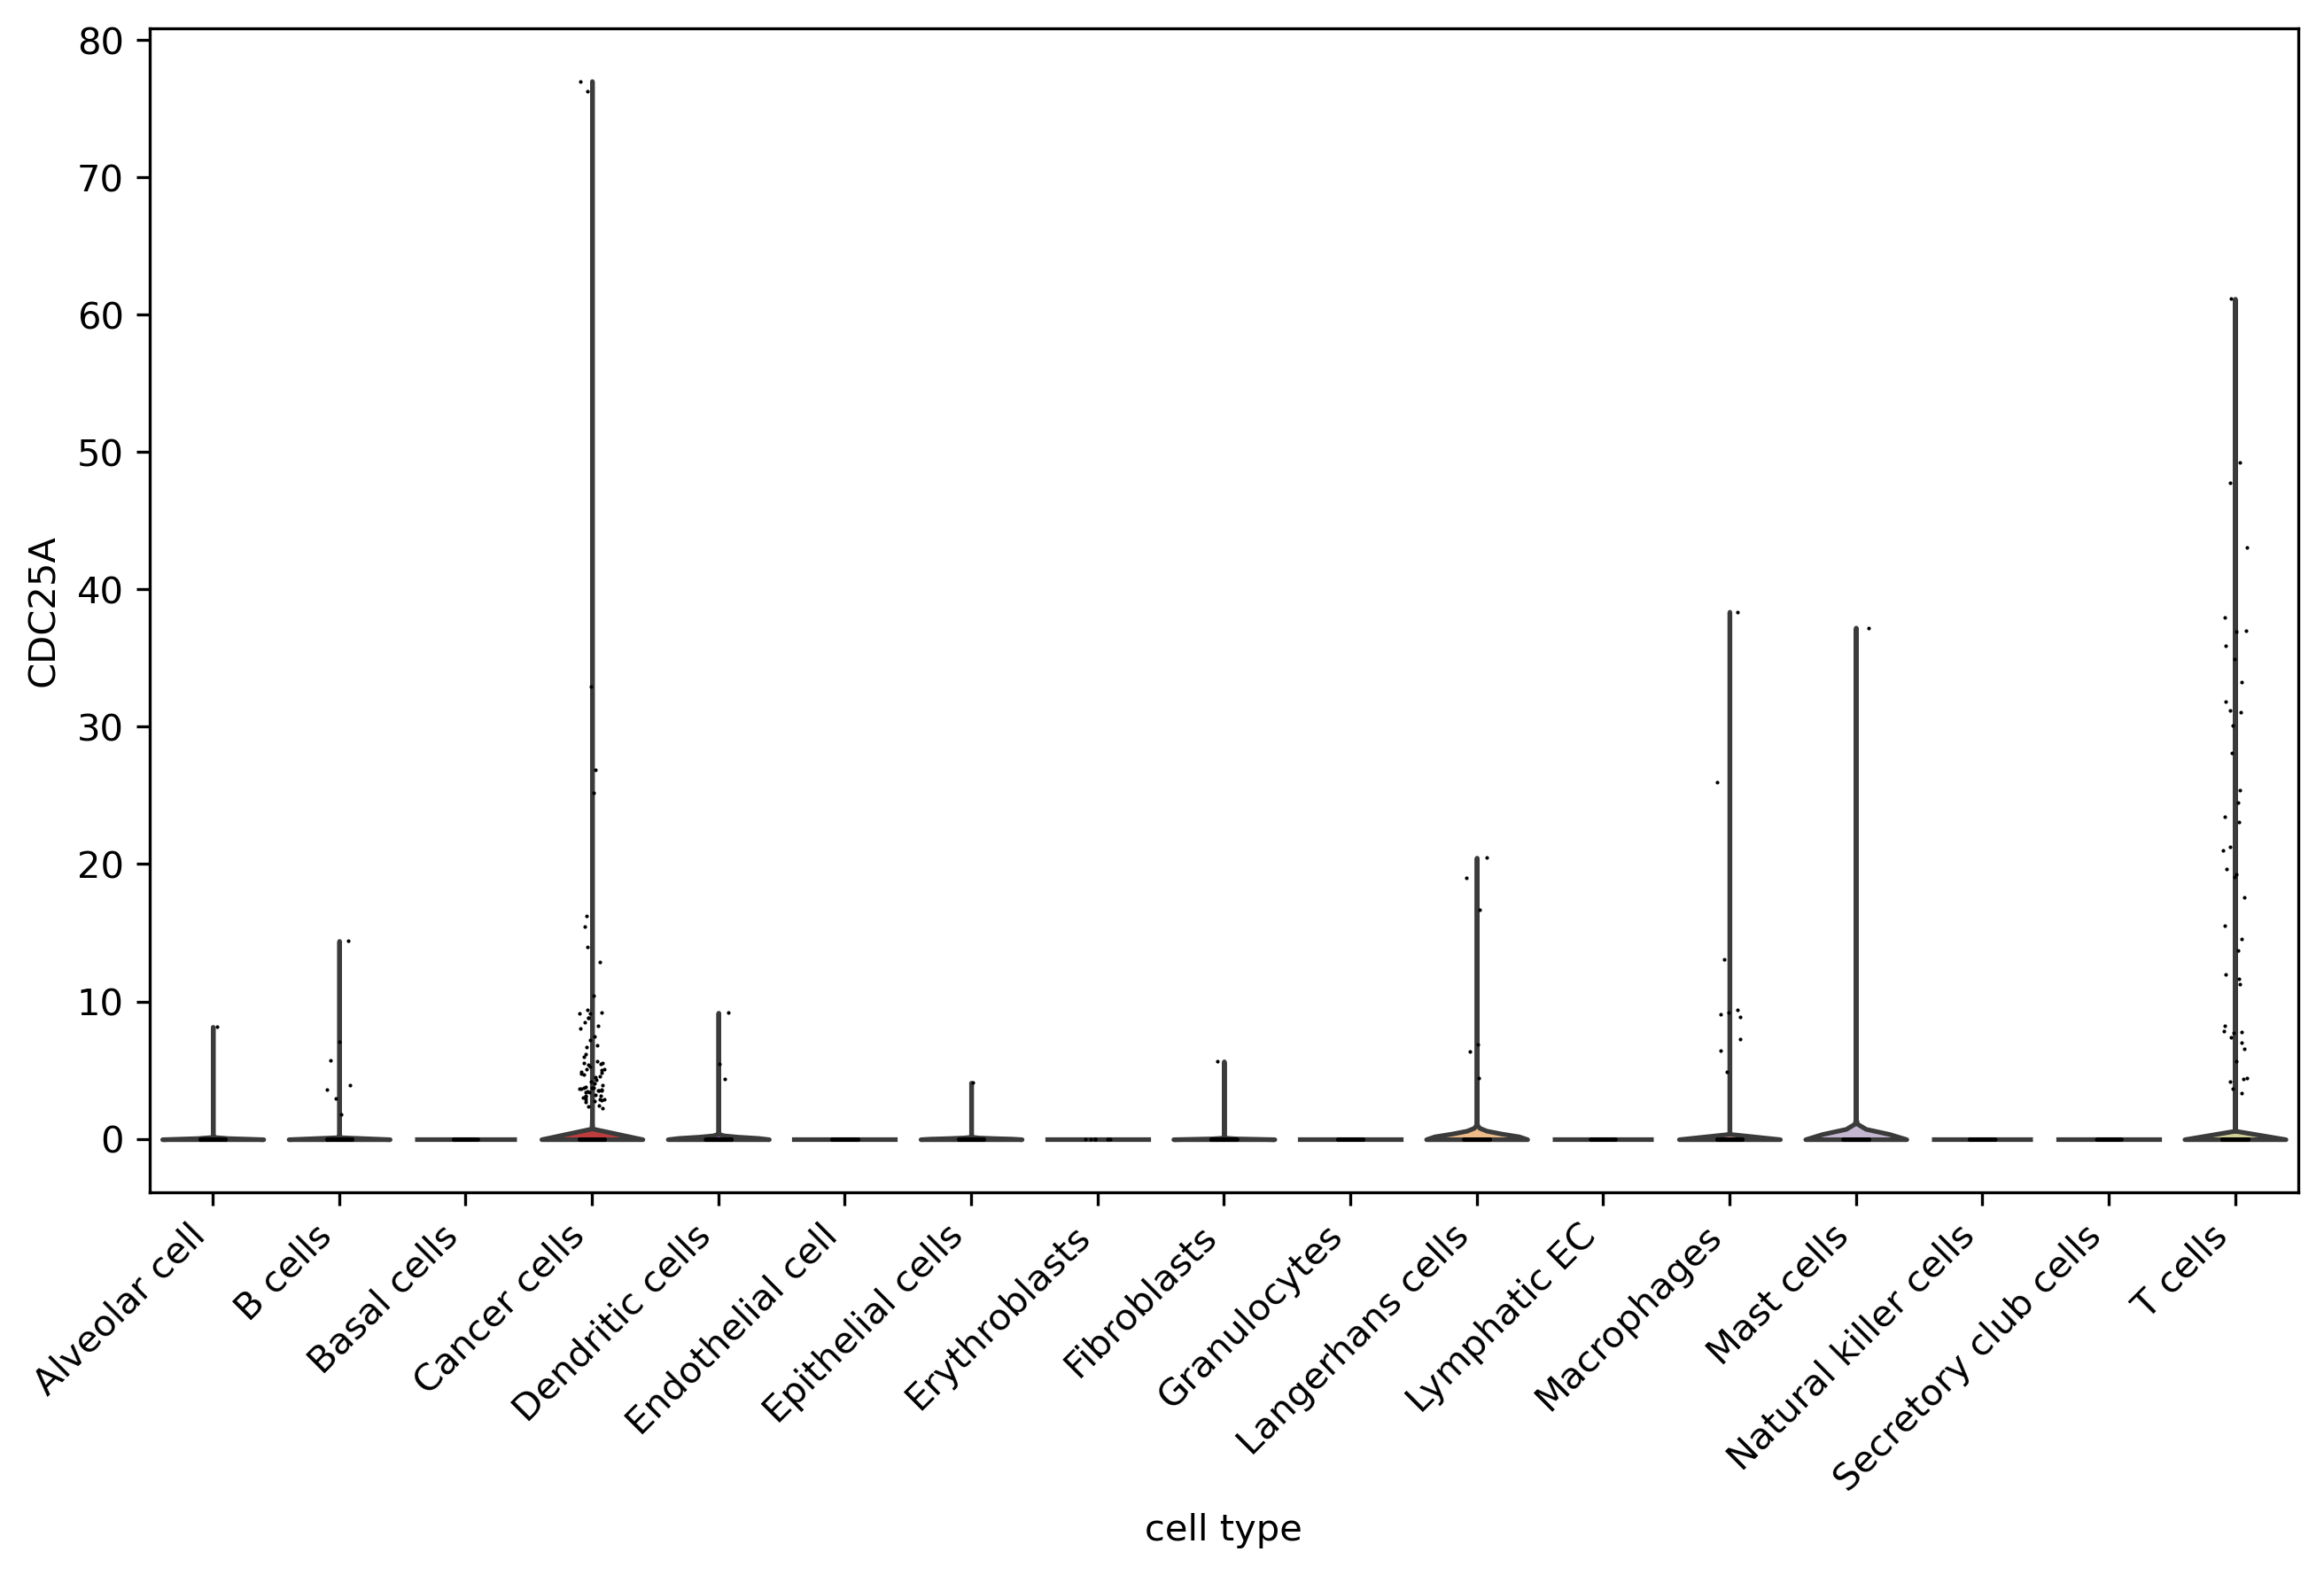 80
70
60
50
40
30
20
10
0
CDC25A
Alveolar cell
B cells
Basal cells
Cancer cells
Dendritic cells
Endothelial cell
Epithelial cells
Erythroblasts
Fibroblasts
Granulocytes
Langerhans cells
Lymphatic EC
Macrophages
Mast cells
Natural killer cells
Secretory club cells
T cells
cell type